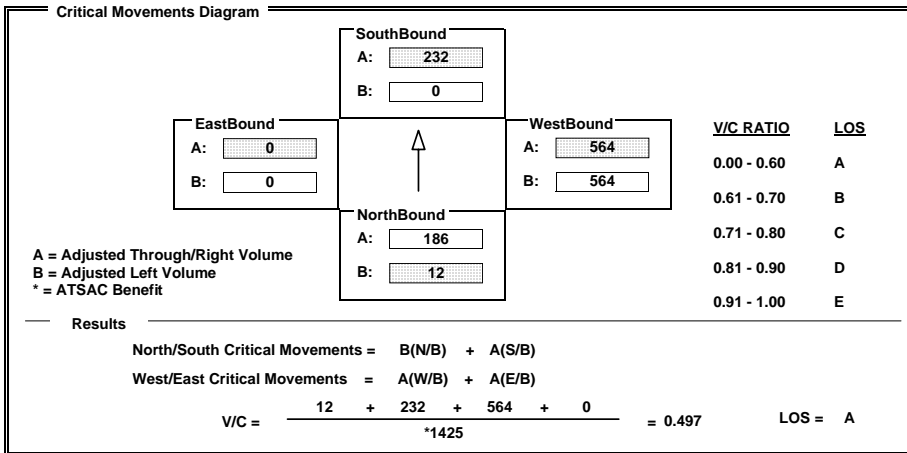 Critical Movements Diagram
SouthBound
A: 232
B: 0
EastBound
A: 0
B: 0
WestBound
A: 564
B: 564
NorthBound
A: 186
B: 12
V/C RATIO LOS
0.00 - 0.60 A
0.61 - 0.70 B
0.71 - 0.80 C
0.81 - 0.90 D
0.91 - 1.00 E
A = Adjusted Through/Right Volume
B = Adjusted Left Volume
* = ATSAC Benefit
Results
North/South Critical Movements = B(N/B) + A(S/B)
West/East Critical Movements = A(W/B) + A(E/B)
12 + 232 + 564 + 0
V/C = = 0.497 LOS = A
*1425